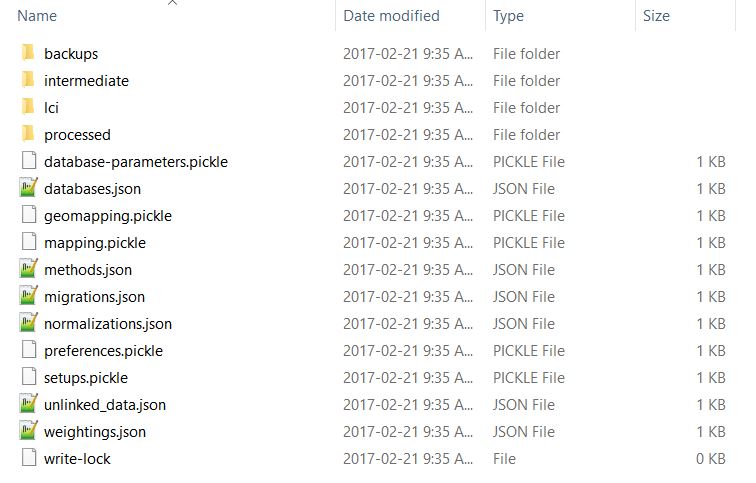 Name Date modified Type Size
backups 2017-02-21 9:35 A... File folder
intermediate 2017-02-21 9:35 A... File folder
lci 2017-02-21 9:35 A... File folder
processed 2017-02-21 9:35 A... File folder
database-parameters.pickle 2017-02-21 9:35 A... PICKLE File 1 KB
databases.json 2017-02-21 9:35 A... JSON File 1 KB
geomapping.pickle 2017-02-21 9:35 A... PICKLE File 1 KB
mapping.pickle 2017-02-21 9:35 A... PICKLE File 1 KB
methods.json 2017-02-21 9:35 A... JSON File 1 KB
migrations.json 2017-02-21 9:35 A... JSON File 1 KB
normalizations.json 2017-02-21 9:35 A... JSON File 1 KB
preferences.pickle 2017-02-21 9:35 A... PICKLE File 1 KB
setups.pickle 2017-02-21 9:35 A... PICKLE File 1 KB
unlinked_data.json 2017-02-21 9:35 A... JSON File 1 KB
weightings.json 2017-02-21 9:35 A... JSON File 1 KB
write-lock 2017-02-21 9:35 A... File 0 KB